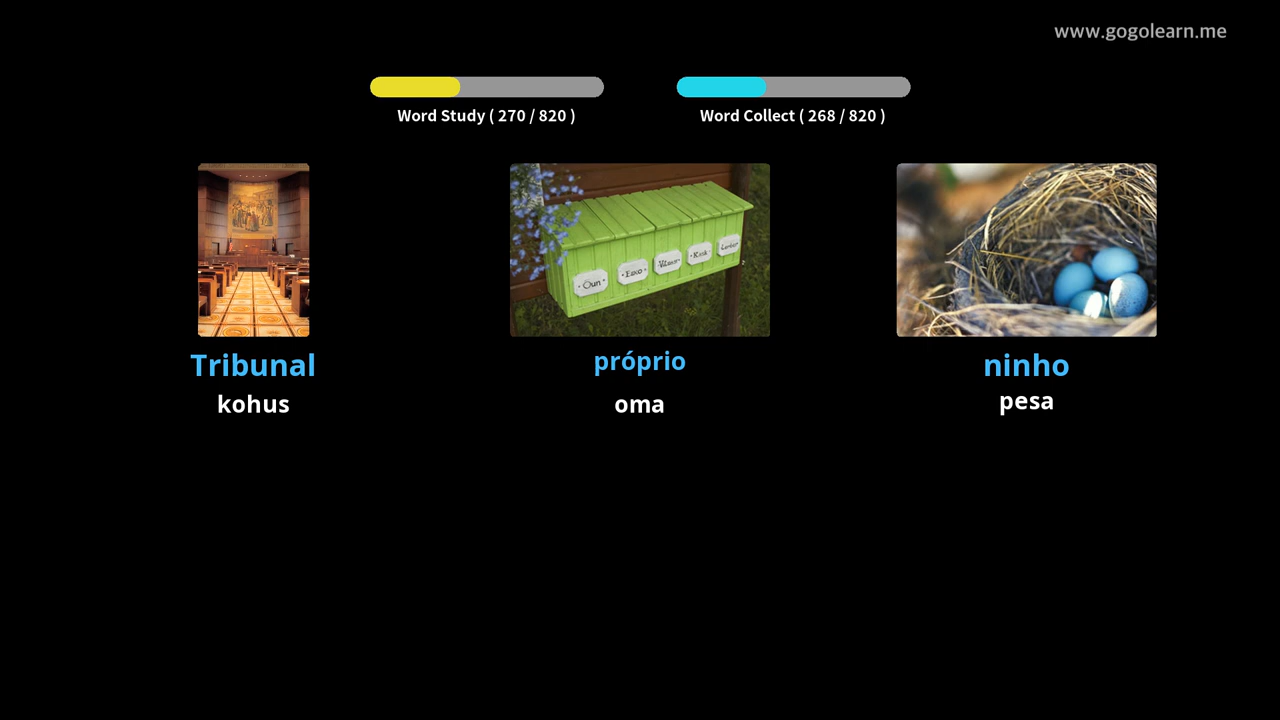 www.gogolearn.me
Word Study ( 270 / 820 )
Word Collect ( 268 / 820 )
Tribunal
kohus
próprio
oma
ninho
pesa